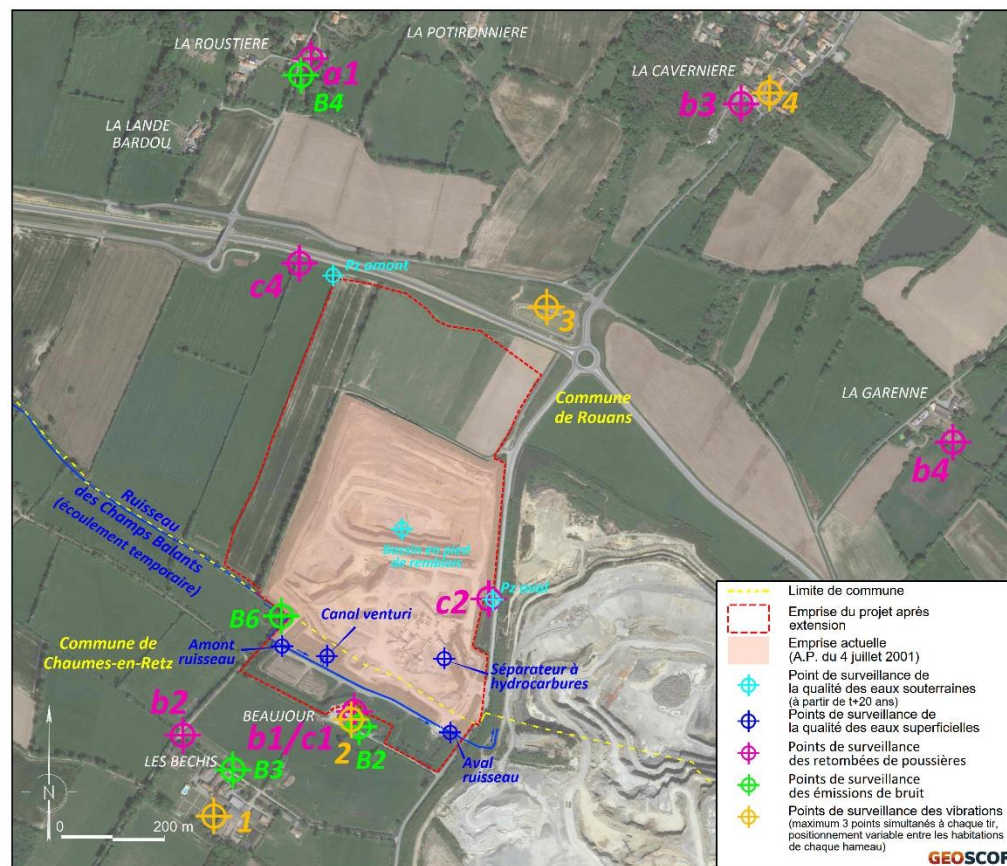 LA ROUSTIERE
LA POTIRONNIERE
a1
B4
LA CAVERNIERE
b3
4
LA LANDE
BARDOU
c4
Pz amont
3
Commune
de Rouans
LA GARENNE
b4
Ruisseau
des Champs Balants
(écoulement temporaire)
Bassin en pied
de remblais
Pz aval
c2
B6
Canal venturi
Amont
ruisseau
Séparateur à
hydrocarbures
Commune de
Chaumes-en-Retz
b2
BEAUJOUR
b1/c1
2
B2
LES BECHIS
B3
Aval
ruisseau
1
N
0 200 m
Limite de commune
Emprise du projet après
extension
Emprise actuelle
(A.P. du 4 juillet 2001)
Point de surveillance de
la qualité des eaux souterraines
(à partir de t+20 ans)
Points de surveillance de
la qualité des eaux superficielles
Points de surveillance
des retombées de poussières
Points de surveillance
des émissions de bruit
Points de surveillance des vibrations
(maximum 3 points simultanés à chaque tir,
positionnement variable entre les habitations
de chaque hameau)
GEOSCOP